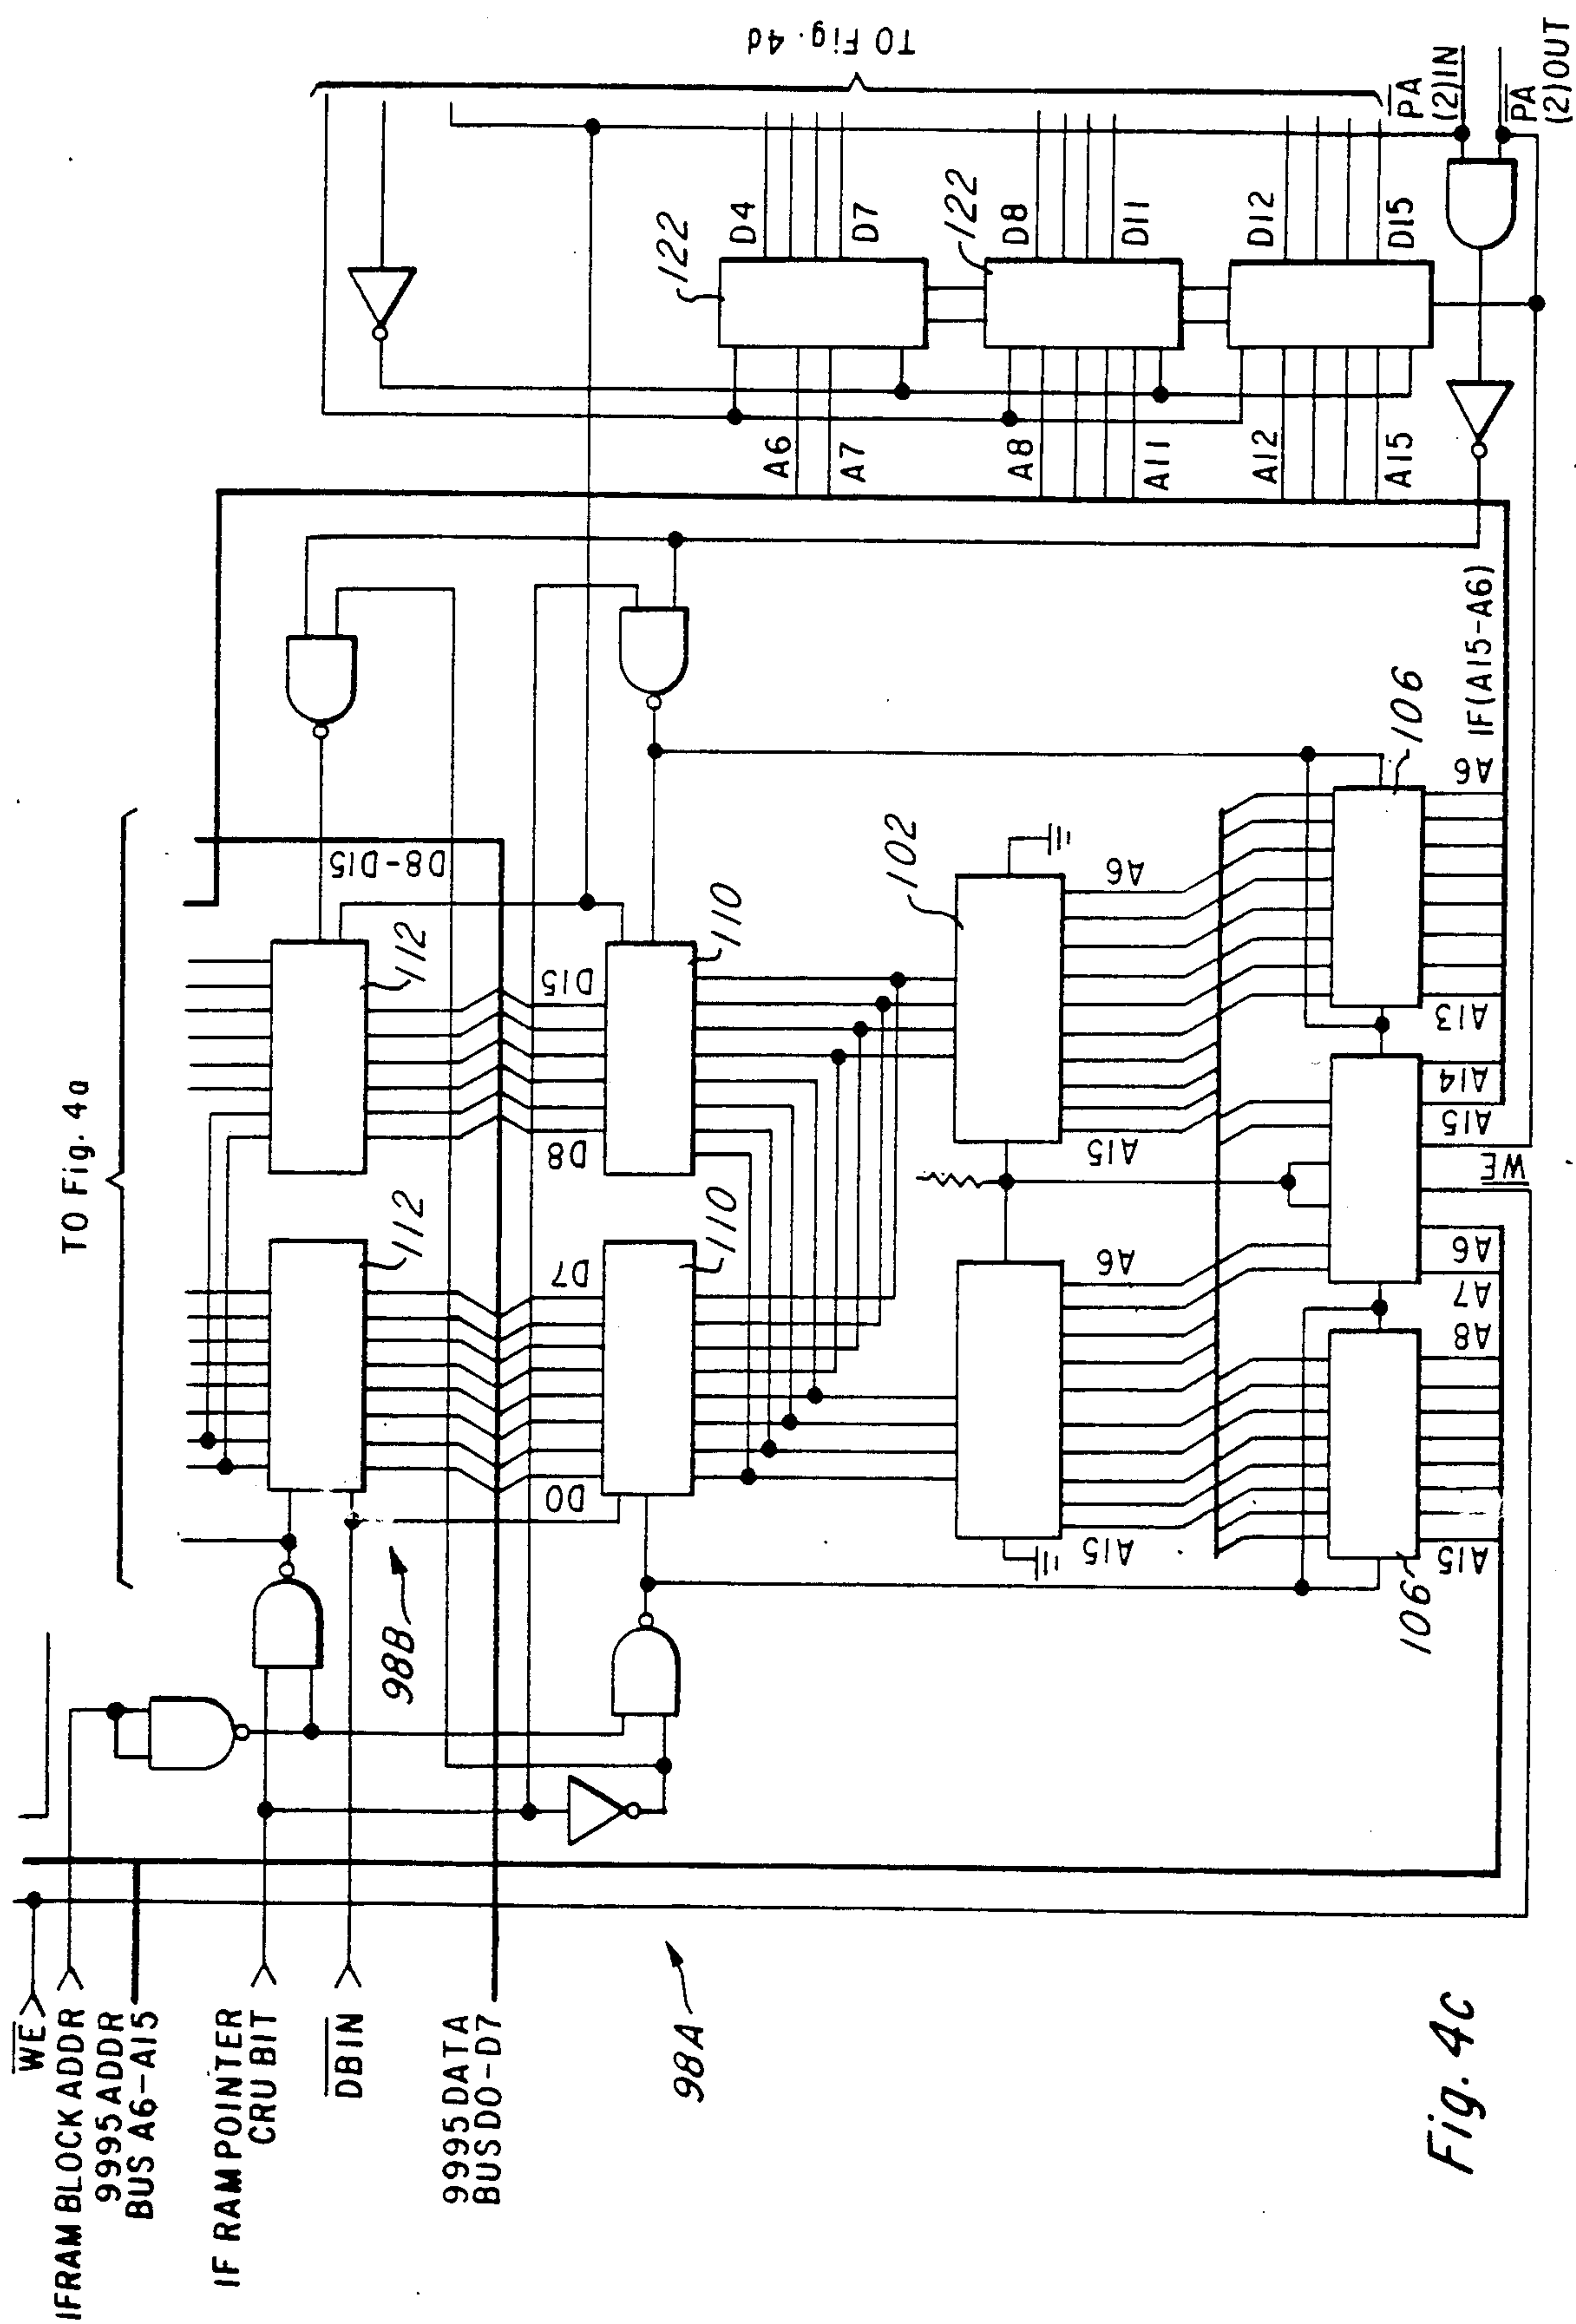 TO Fig. 4d
PA
(2)IN
PA
(2)OUT
D4
D7
122
D8
D11
122
D12
D15
A6
A7
A8
A11
A12
A15
IF(A15-A6)
TO Fig. 4a
D8-D15
112
112
D15
D8
110
D7
D0
110
102
A6
A15
A6
A15
106
A6
A13
A14
A15
WE
A6
A7
A8
A15
106
98B
98A
WE
IFRAM BLOCK ADDR
9995 ADDR
BUS A6-A15
IF RAM POINTER
CRU BIT
DBIN
9995 DATA
BUS D0-D7
Fig. 4c